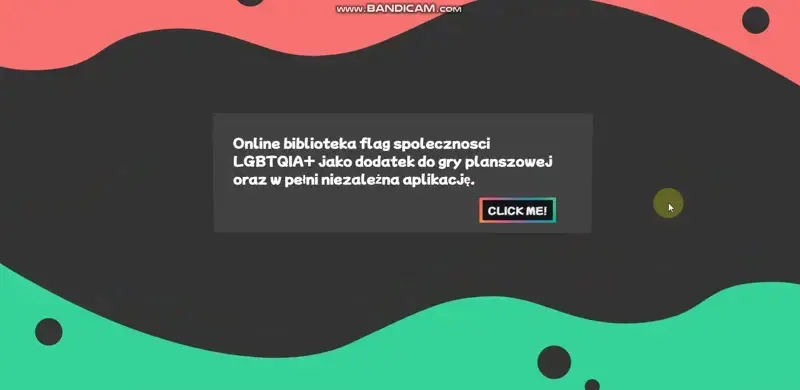 WWW.BANDICAM.COM
Online biblioteka flag spolecznosci
LGBTQIA+ jako dodatek do gry planszowej
oraz w pełni niezależna aplikację.
CLICK ME!